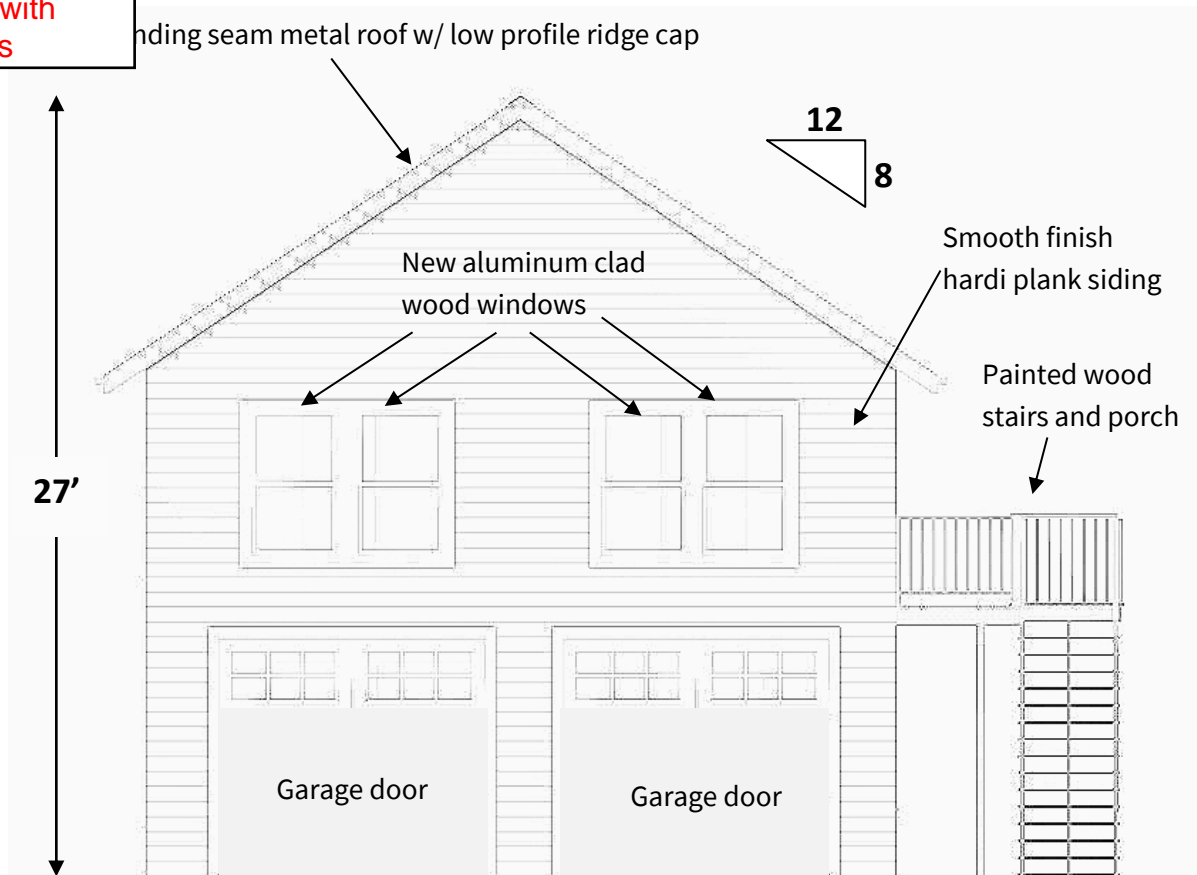 with
s
nding seam metal roof w/ low profile ridge cap
12
8
Smooth finish
hardi plank siding
New aluminum clad
wood windows
Painted wood
stairs and porch
27’
Garage door
Garage door